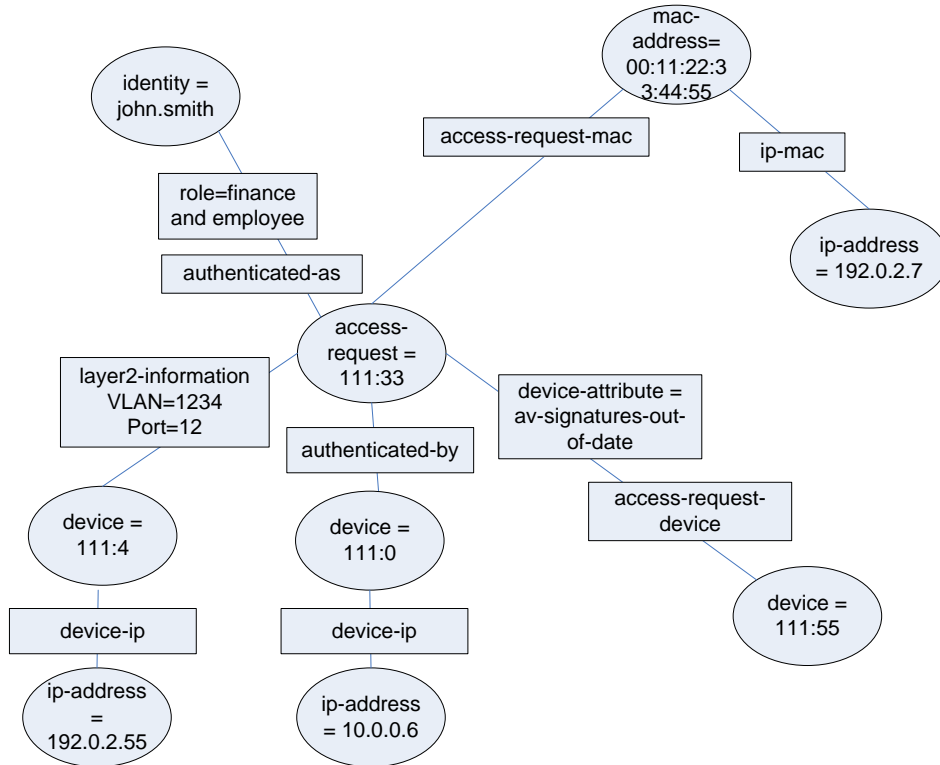 mac-
address=
00:11:22:3
3:44:55
identity =
john.smith
access-request-mac
ip-mac
role=finance
and employee
ip-address
= 192.0.2.7
authenticated-as
access-
request =
111:33
layer2-information
VLAN=1234
Port=12
device-attribute =
av-signatures-out-
of-date
authenticated-by
access-request-
device
device =
111:4
device =
111:0
device =
111:55
device-ip
device-ip
ip-address
=
192.0.2.55
ip-address
= 10.0.0.6